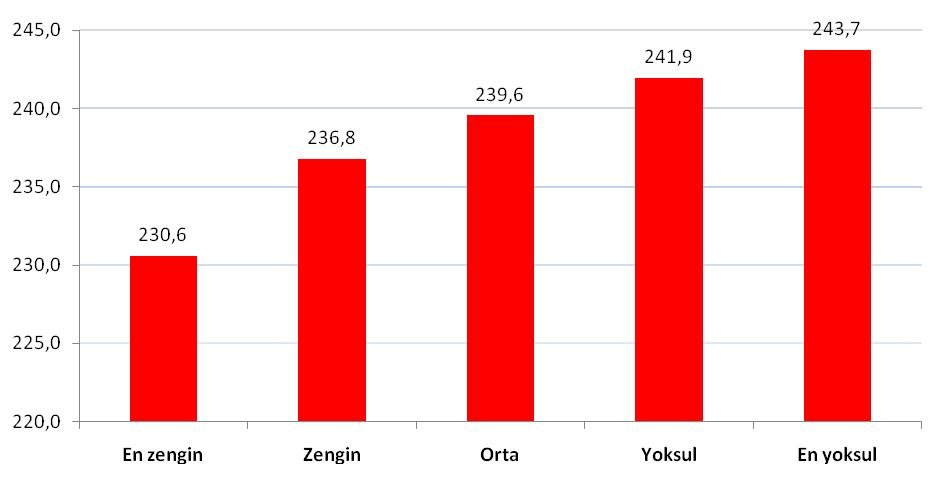 245,0
240,0
235,0
230,0
225,0
220,0
230,6
236,8
239,6
241,9
243,7
En zengin
Zengin
Orta
Yoksul
En yoksul